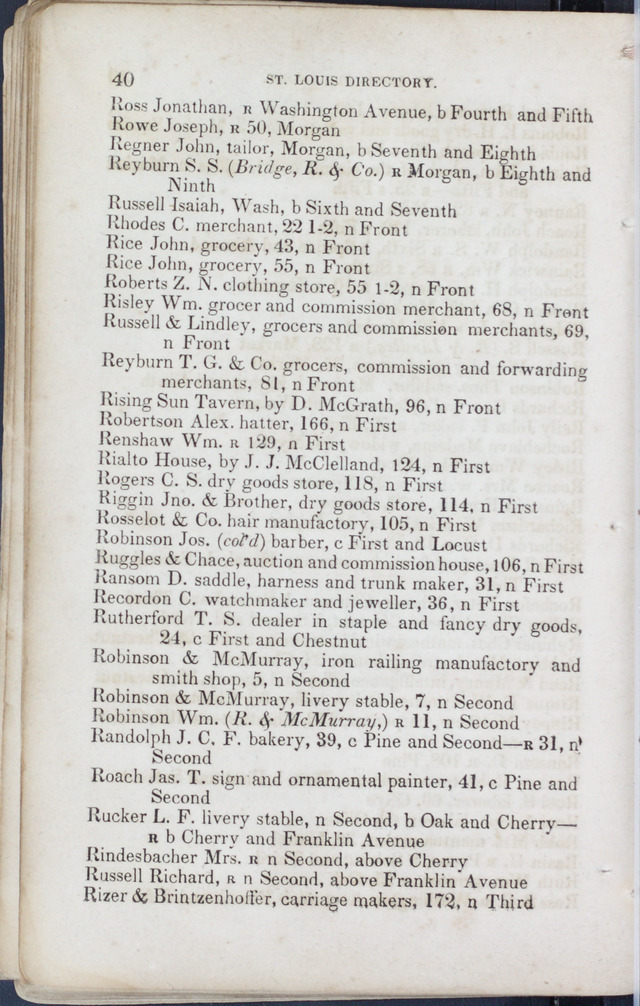 40 ST. LOUIS DIRECTORY.
Ross Jonathan, R Washington Avenue, b Fourth and Fifth
Rowe Joseph, R 50, Morgan
Regner John, tailor, Morgan, b Seventh and Eighth
Reyburn S. S. (Bridge, R. & Co.) R Morgan, b Eighth and
Ninth
Russell Isaiah, Wash, b Sixth and Seventh
Rhodes C. merchant, 22 1-2, n Front
Rice John, grocery, 43, n Front
Rice John, grocery, 55, n Front
Roberts Z. N. clothing store, 55 1-2, n Front
Risley Wm. grocer and commission merchant, 68, n Front
Russell & Lindley, grocers and commission merchants, 69,
n Front
Reyburn T. G. & Co. grocers, commission and forwarding
merchants, 81, n Front
Rising Sun Tavern, by D. McGrath, 96, n Front
Robertson Alex. hatter, 166, n First
Renshaw Wm. R 129, n First
Rialto House, by J. J. McClelland, 124, n First
Rogers C. S. dry goods store, 118, n First
Riggin Jno. & Brother, dry goods store, 114, n First
Rosselot & Co. hair manufactory, 105, n First
Robinson Jos. (col'd) barber, c First and Locust
Ruggles & Chace, auction and commission house, 106, n First
Ransom D. saddle, harness and trunk maker, 31, n First
Recordon C. watchmaker and jeweller, 36, n First
Rutherford T. S. dealer in staple and fancy dry goods,
24, c First and Chestnut
Robinson & McMurray, iron railing manufactory and
smith shop, 5, n Second
Robinson & McMurray, livery stable, 7, n Second
Robinson Wm. (R. & McMurray,) R 11, n Second
Randolph J. C. F. bakery, 39, c Pine and Second—R 31, n
Second
Roach Jas. T. sign and ornamental painter, 41, c Pine and
Second
Rucker L. F. livery stable, n Second, b Oak and Cherry—
R b Cherry and Franklin Avenue
Rindesbacher Mrs. R n Second, above Cherry
Russell Richard, R n Second, above Franklin Avenue
Rizer & Brintzenhoffer, carriage makers, 172, n Third